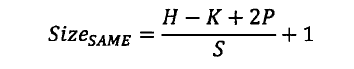 Size_SAME = (H − K + 2P) / S + 1